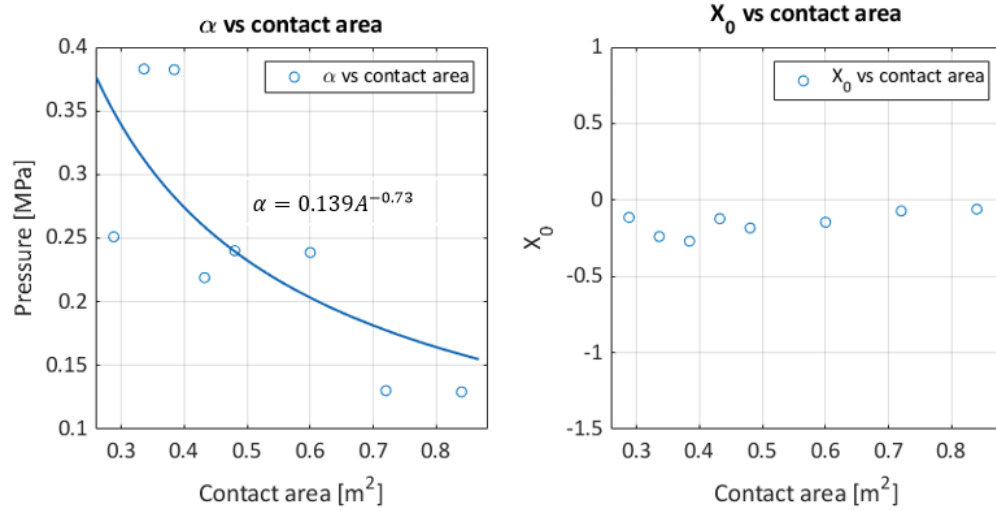 α vs contact area
0.4
0.35
0.3
0.25
0.2
0.15
0.1
Pressure [MPa]
α vs contact area
α = 0.139A^{-0.73}
0.3 0.4 0.5 0.6 0.7 0.8
Contact area [m²]
X₀ vs contact area
1
0.5
0
-0.5
-1
-1.5
X₀
X₀ vs contact area
0.3 0.4 0.5 0.6 0.7 0.8
Contact area [m²]